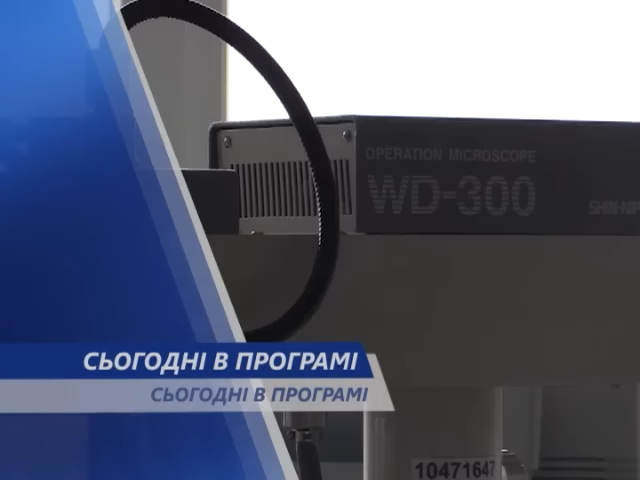 OPERATION MICROSCOPE
WD-300
СЬОГОДНІ В ПРОГРАМІ
СЬОГОДНІ В ПРОГРАМІ
10471647